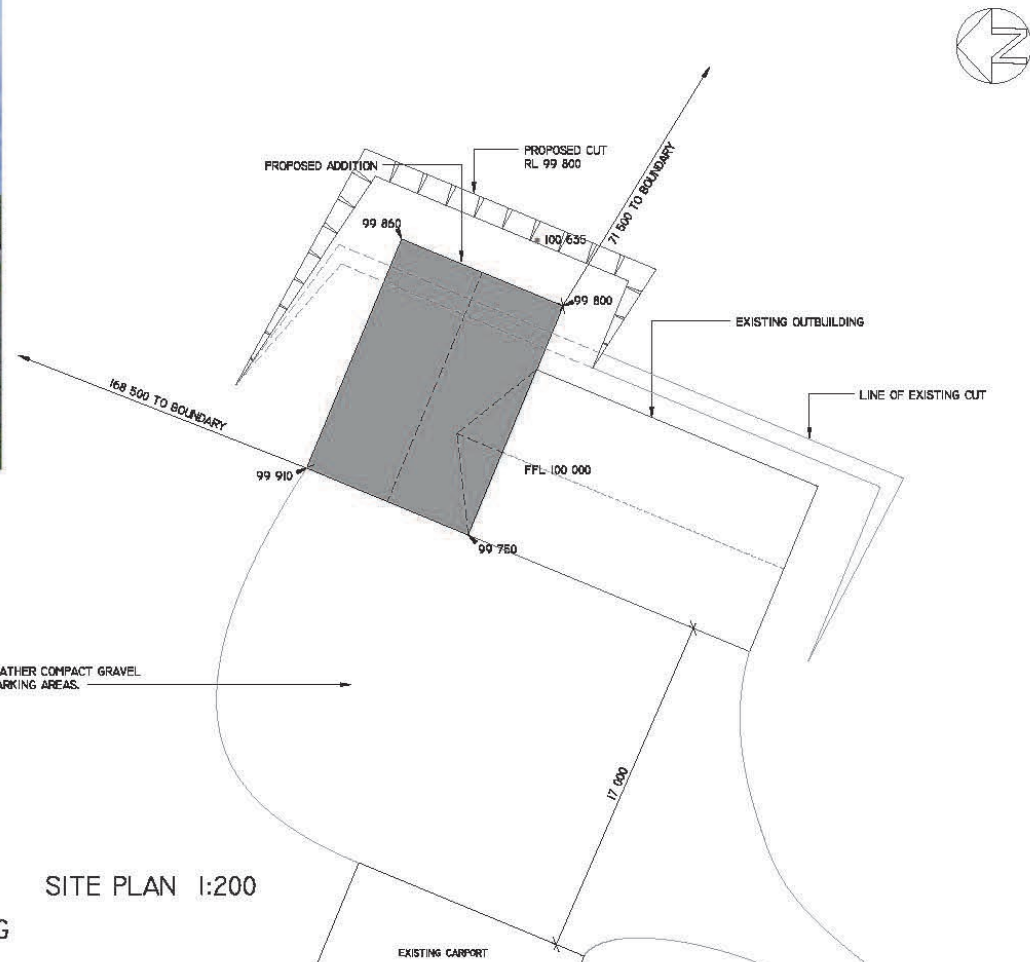 N
PROPOSED CUT
RL 99 800
PROPOSED ADDITION
71 500 TO BOUNDARY
99 860
= 100 635
99 800
EXISTING OUTBUILDING
168 500 TO BOUNDARY
LINE OF EXISTING CUT
FFL 100 000
99 910
99 750
ATHER COMPACT GRAVEL
ARKING AREAS.
17 000
SITE PLAN 1:200
G
EXISTING CARPORT